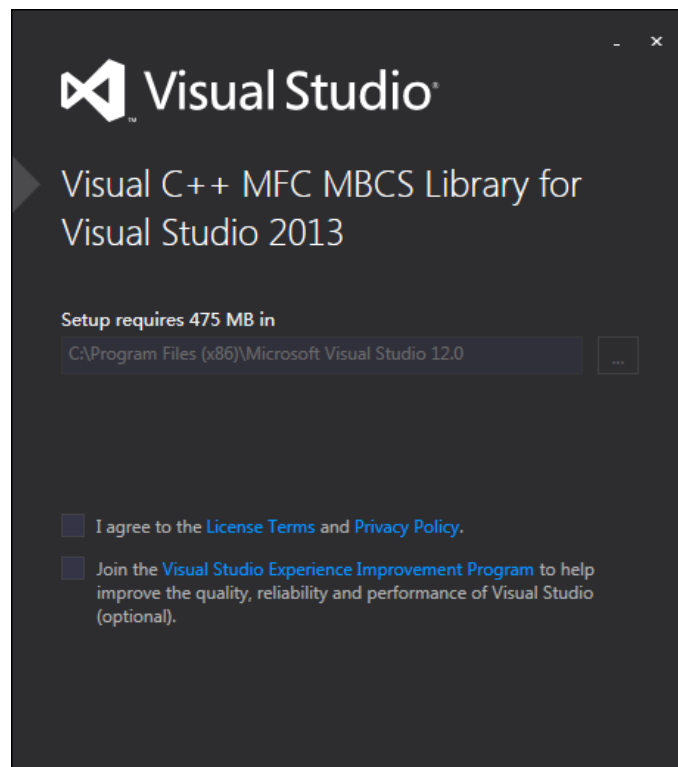 Visual Studio®
™
Visual C++ MFC MBCS Library for
Visual Studio 2013
Setup requires 475 MB in
C:\Program Files (x86)\Microsoft Visual Studio 12.0
...
I agree to the License Terms and Privacy Policy.
Join the Visual Studio Experience Improvement Program to help
improve the quality, reliability and performance of Visual Studio
(optional).